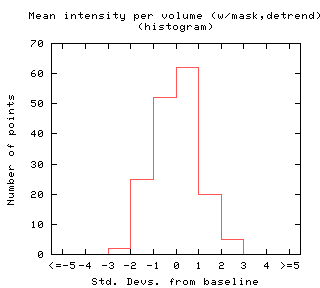 Mean intensity per volume (w/mask,detrend)
(histogram)
70
60
50
40
30
20
10
0
Number of points
<=-5 -4 -3 -2 -1 0 1 2 3 4 >=5
Std. Devs. from baseline